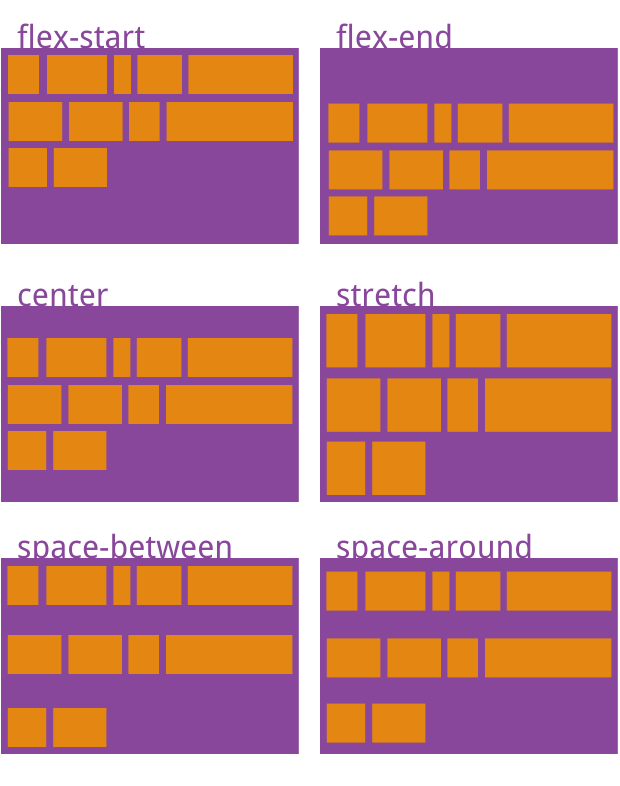 flex-start
flex-end
center
stretch
space-between
space-around